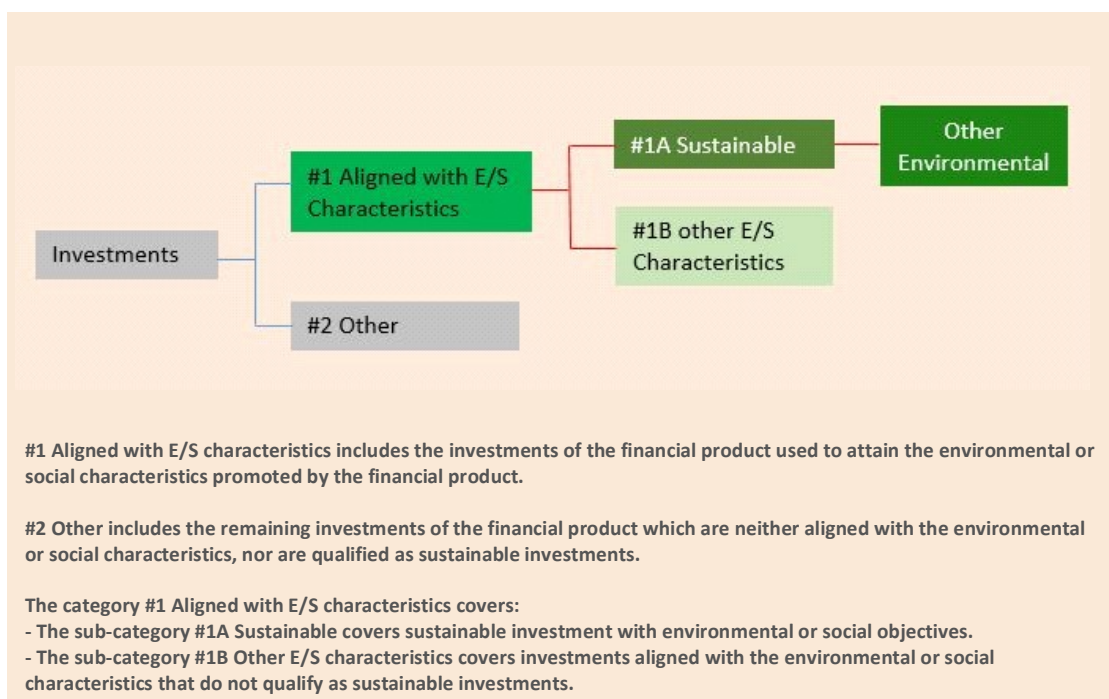 #1A Sustainable
Other
Environmental
#1 Aligned with E/S
Characteristics
#1B other E/S
Characteristics
Investments
#2 Other
#1 Aligned with E/S characteristics includes the investments of the financial product used to attain the environmental or
social characteristics promoted by the financial product.
#2 Other includes the remaining investments of the financial product which are neither aligned with the environmental
or social characteristics, nor are qualified as sustainable investments.
The category #1 Aligned with E/S characteristics covers:
- The sub-category #1A Sustainable covers sustainable investment with environmental or social objectives.
- The sub-category #1B Other E/S characteristics covers investments aligned with the environmental or social
characteristics that do not qualify as sustainable investments.